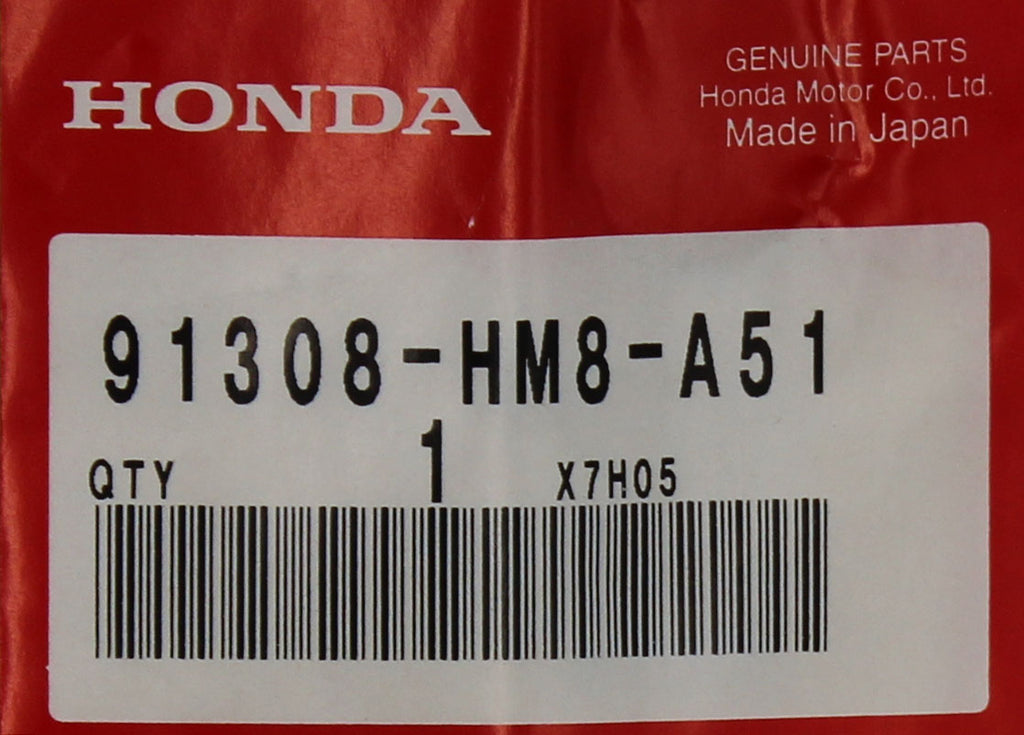 HONDA
GENUINE PARTS
Honda Motor Co., Ltd.
Made in Japan
91308-HM8-A51
QTY 1 X7H05